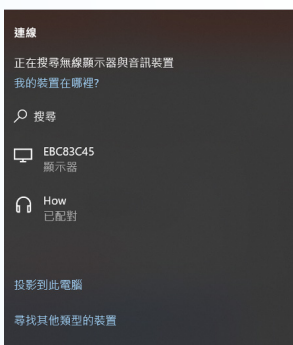 連線
正在搜尋無線顯示器與音訊裝置
我的裝置在哪裡?
搜尋
EBC83C45
顯示器
How
已配對
投影到此電腦
尋找其他類型的裝置